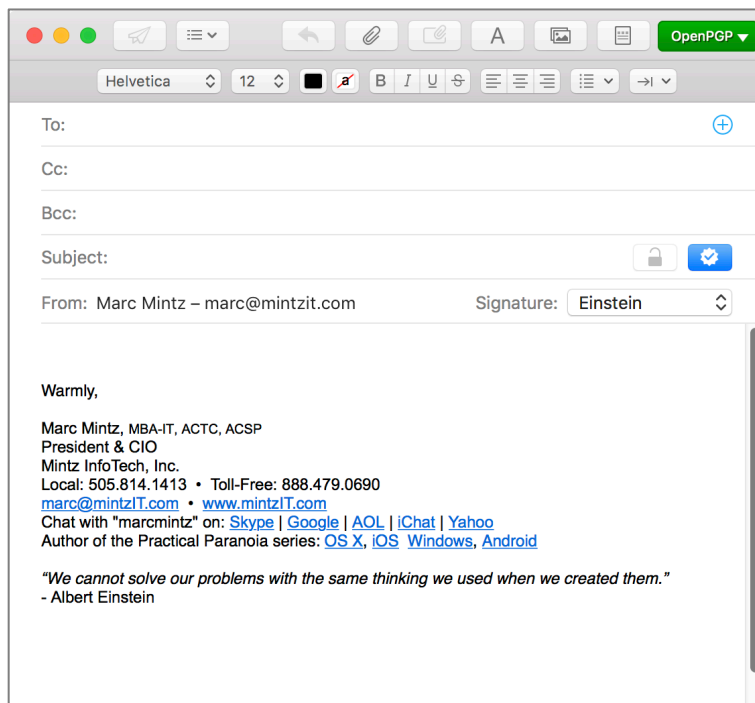 OpenPGP
Helvetica 12 a B I U S
To:
Cc:
Bcc:
Subject:
From: Marc Mintz – marc@mintzit.com Signature: Einstein
Warmly,
Marc Mintz, MBA-IT, ACTC, ACSP
President & CIO
Mintz InfoTech, Inc.
Local: 505.814.1413 • Toll-Free: 888.479.0690
marc@mintzIT.com • www.mintzIT.com
Chat with "marcmintz" on: Skype | Google | AOL | iChat | Yahoo
Author of the Practical Paranoia series: OS X, iOS Windows, Android
“We cannot solve our problems with the same thinking we used when we created them.”
- Albert Einstein